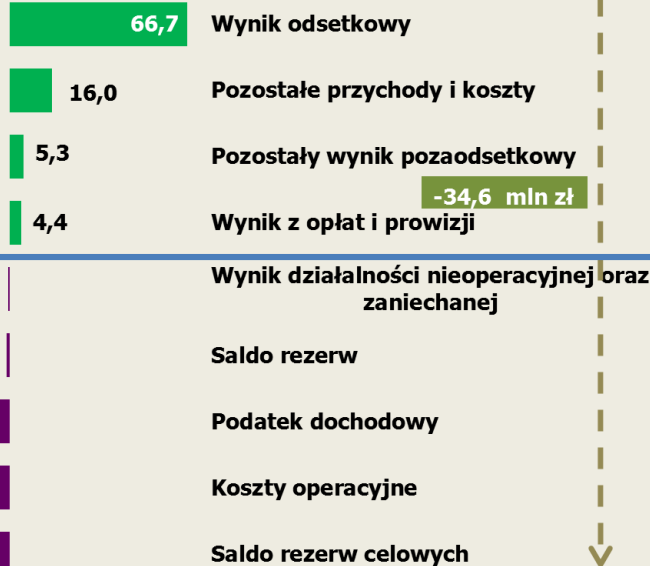 66,7 Wynik odsetkowy
16,0 Pozostałe przychody i koszty
5,3 Pozostały wynik pozaodsetkowy
-34,6 mln zł
4,4 Wynik z opłat i prowizji
Wynik działalności nieoperacyjnej oraz
zaniechanej
Saldo rezerw
Podatek dochodowy
Koszty operacyjne
Saldo rezerw celowych